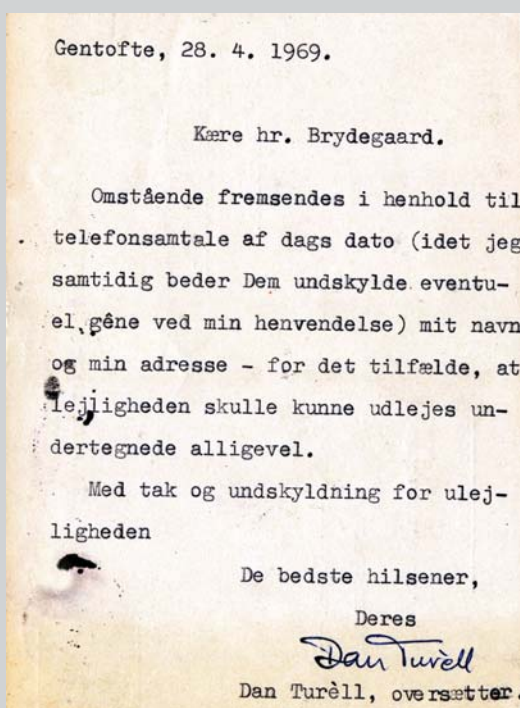 Gentofte, 28. 4. 1969.
Kære hr. Brydegaard.
Omstående fremsendes i henhold til
telefonsamtale af dags dato (idet jeg
samtidig beder Dem undskylde eventu-
el gêne ved min henvendelse) mit navn
og min adresse - for det tilfælde, at
lejligheden skulle kunne udlejes un-
dertegnede alligevel.
Med tak og undskyldning for ulej-
ligheden
De bedste hilsener,
Deres
Dan Turèll
Dan Turèll, oversætter.